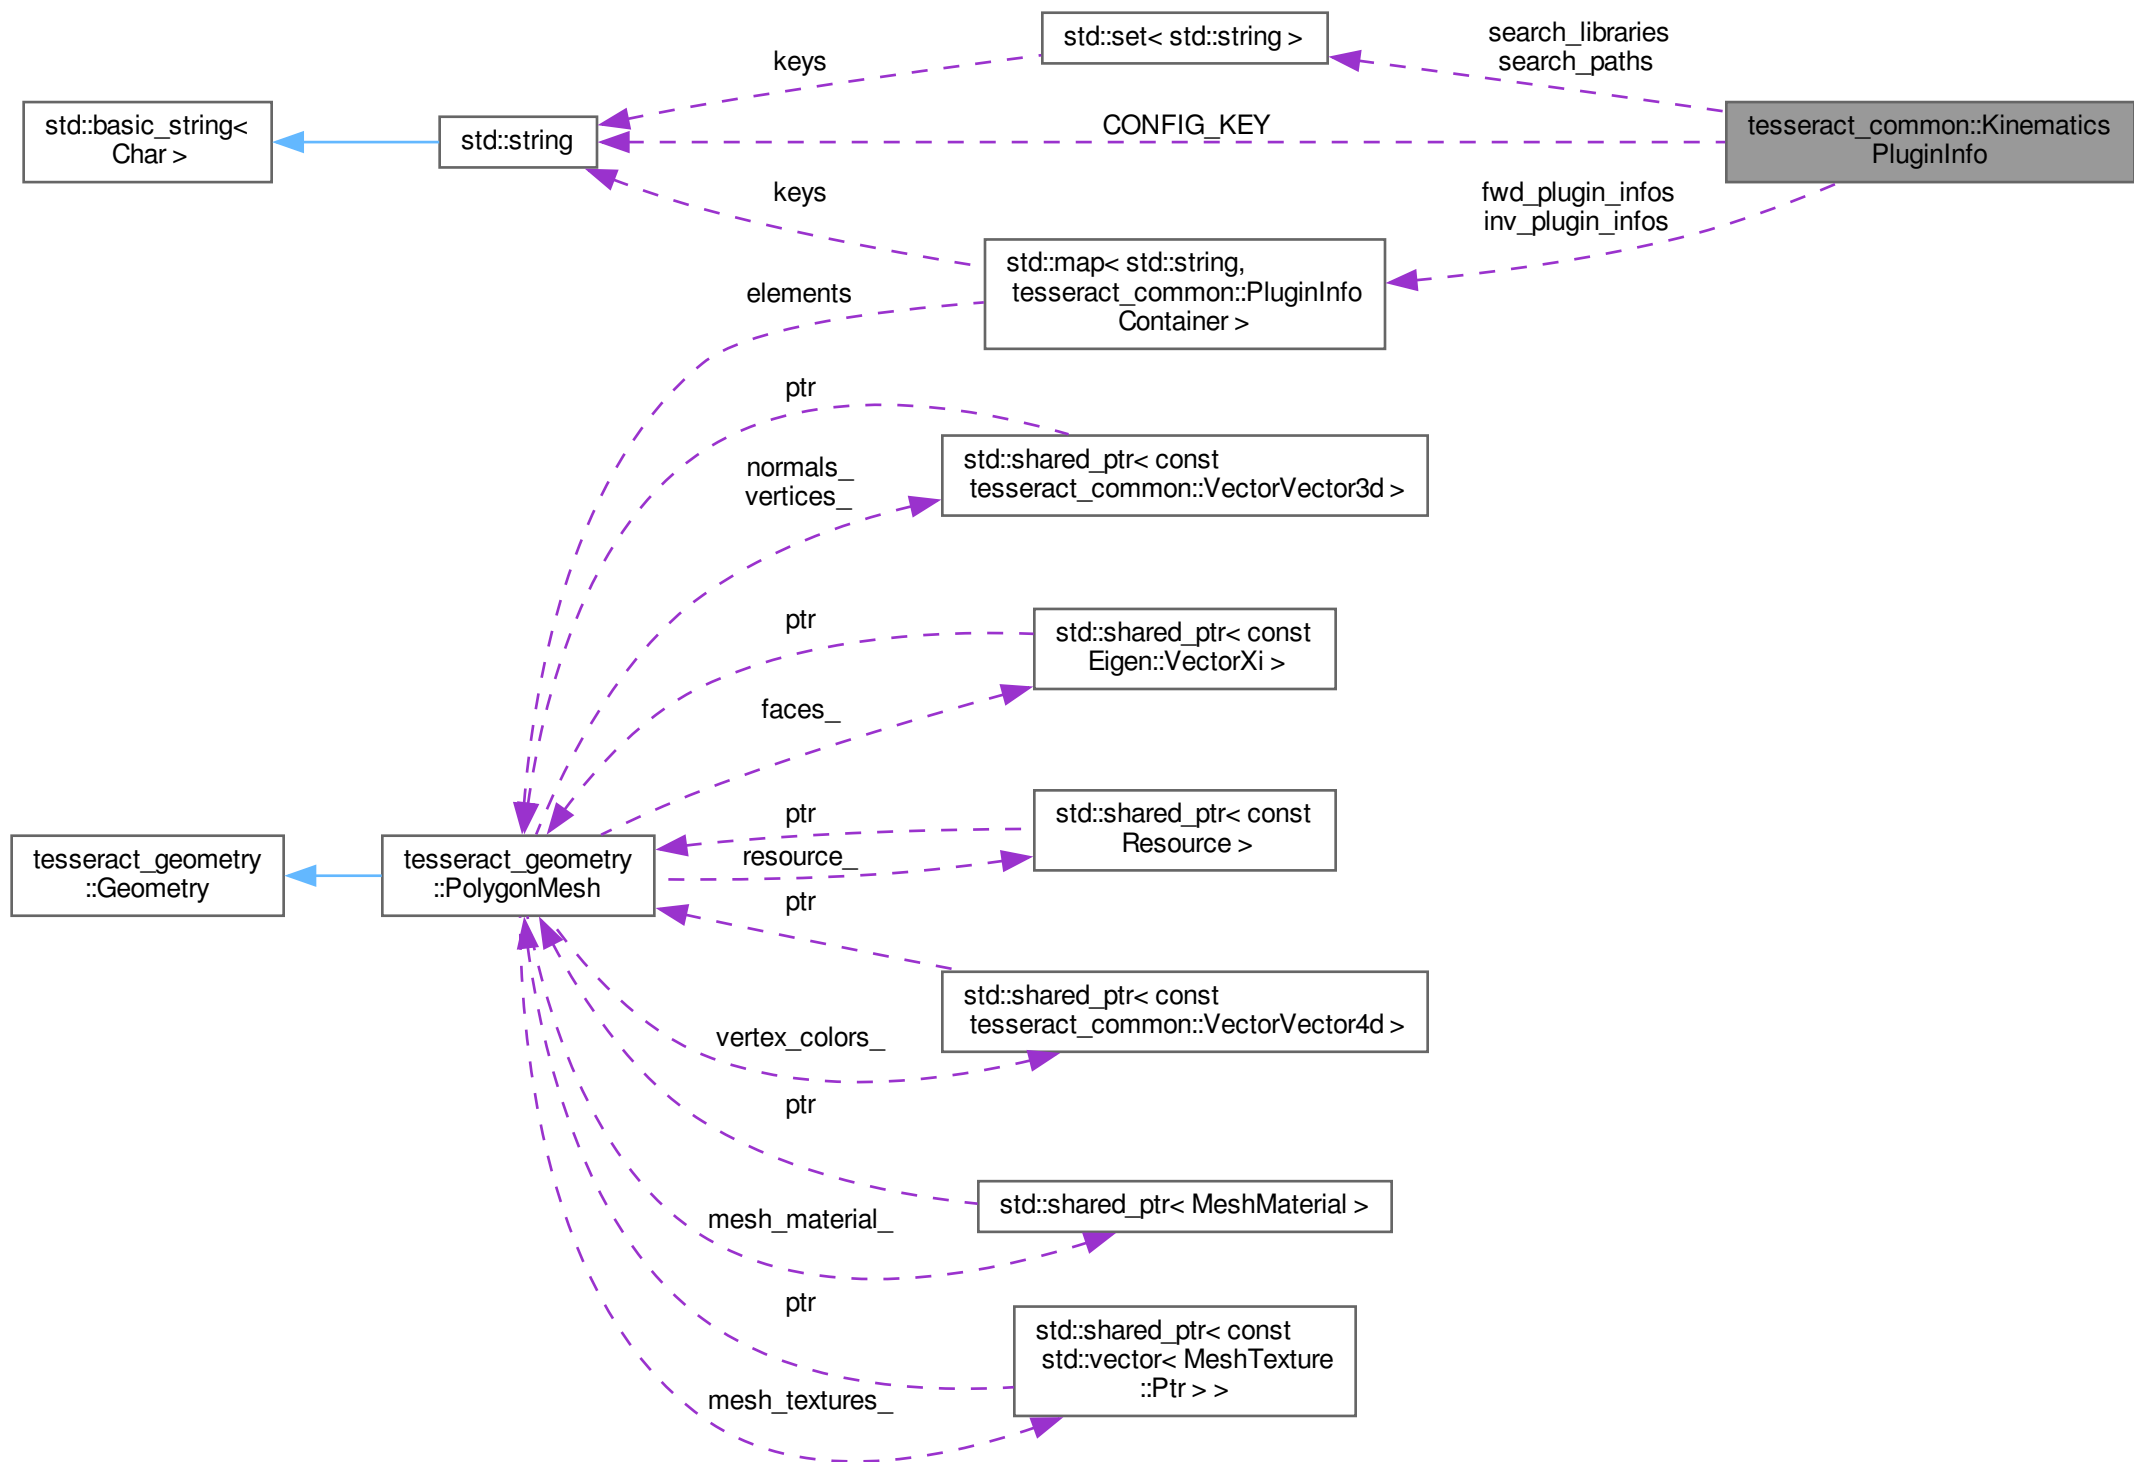 std::set< std::string >
search_libraries
search_paths
keys
std::basic_string<
Char >
std::string
CONFIG_KEY
tesseract_common::Kinematics
PluginInfo
keys
fwd_plugin_infos
inv_plugin_infos
std::map< std::string,
tesseract_common::PluginInfo
Container >
elements
ptr
std::shared_ptr< const
tesseract_common::VectorVector3d >
normals_
vertices_
ptr
std::shared_ptr< const
Eigen::VectorXi >
faces_
ptr
std::shared_ptr< const
Resource >
tesseract_geometry
::Geometry
tesseract_geometry
::PolygonMesh
resource_
ptr
std::shared_ptr< const
tesseract_common::VectorVector4d >
vertex_colors_
ptr
std::shared_ptr< MeshMaterial >
mesh_material_
ptr
std::shared_ptr< const
std::vector< MeshTexture
::Ptr > >
mesh_textures_